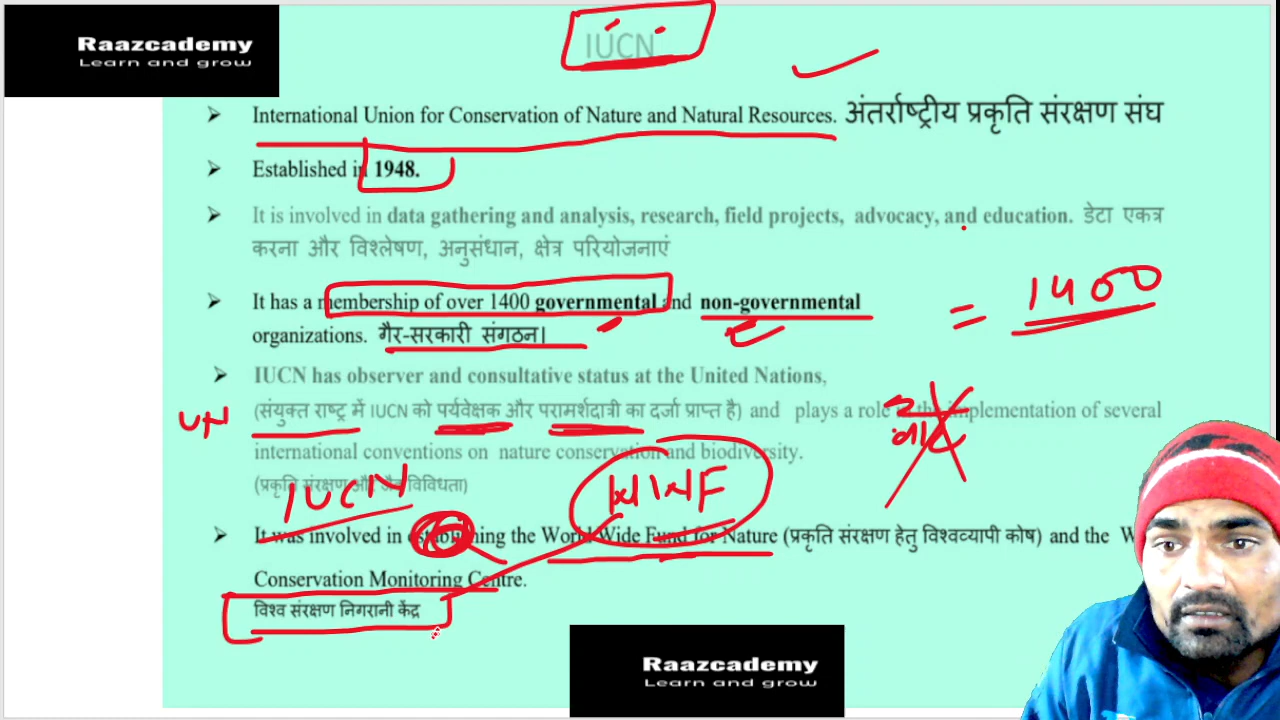 Raazcademy
Learn and grow
IUCN
International Union for Conservation of Nature and Natural Resources. अंतर्राष्ट्रीय प्रकृति संरक्षण संघ
Established in 1948.
It is involved in data gathering and analysis, research, field projects, advocacy, and education. डेटा एकत्र
करना और विश्लेषण, अनुसंधान, क्षेत्र परियोजनाएं
It has a membership of over 1400 governmental and non-governmental
= 1400
organizations. गैर-सरकारी संगठन।
IUCN has observer and consultative status at the United Nations,
UN
(संयुक्त राष्ट्र में IUCN को पर्यवेक्षक और परामर्शदात्री का दर्जा प्राप्त है) and plays a role in the implementation of several
international conventions on nature conservation and biodiversity.
(प्रकृति संरक्षण और जैव विविधता)
IUCN
WWF
It was involved in establishing the World Wide Fund for Nature (प्रकृति संरक्षण हेतु विश्वव्यापी कोष) and the W
Conservation Monitoring Centre.
विश्व संरक्षण निगरानी केंद्र
Raazcademy
Learn and grow